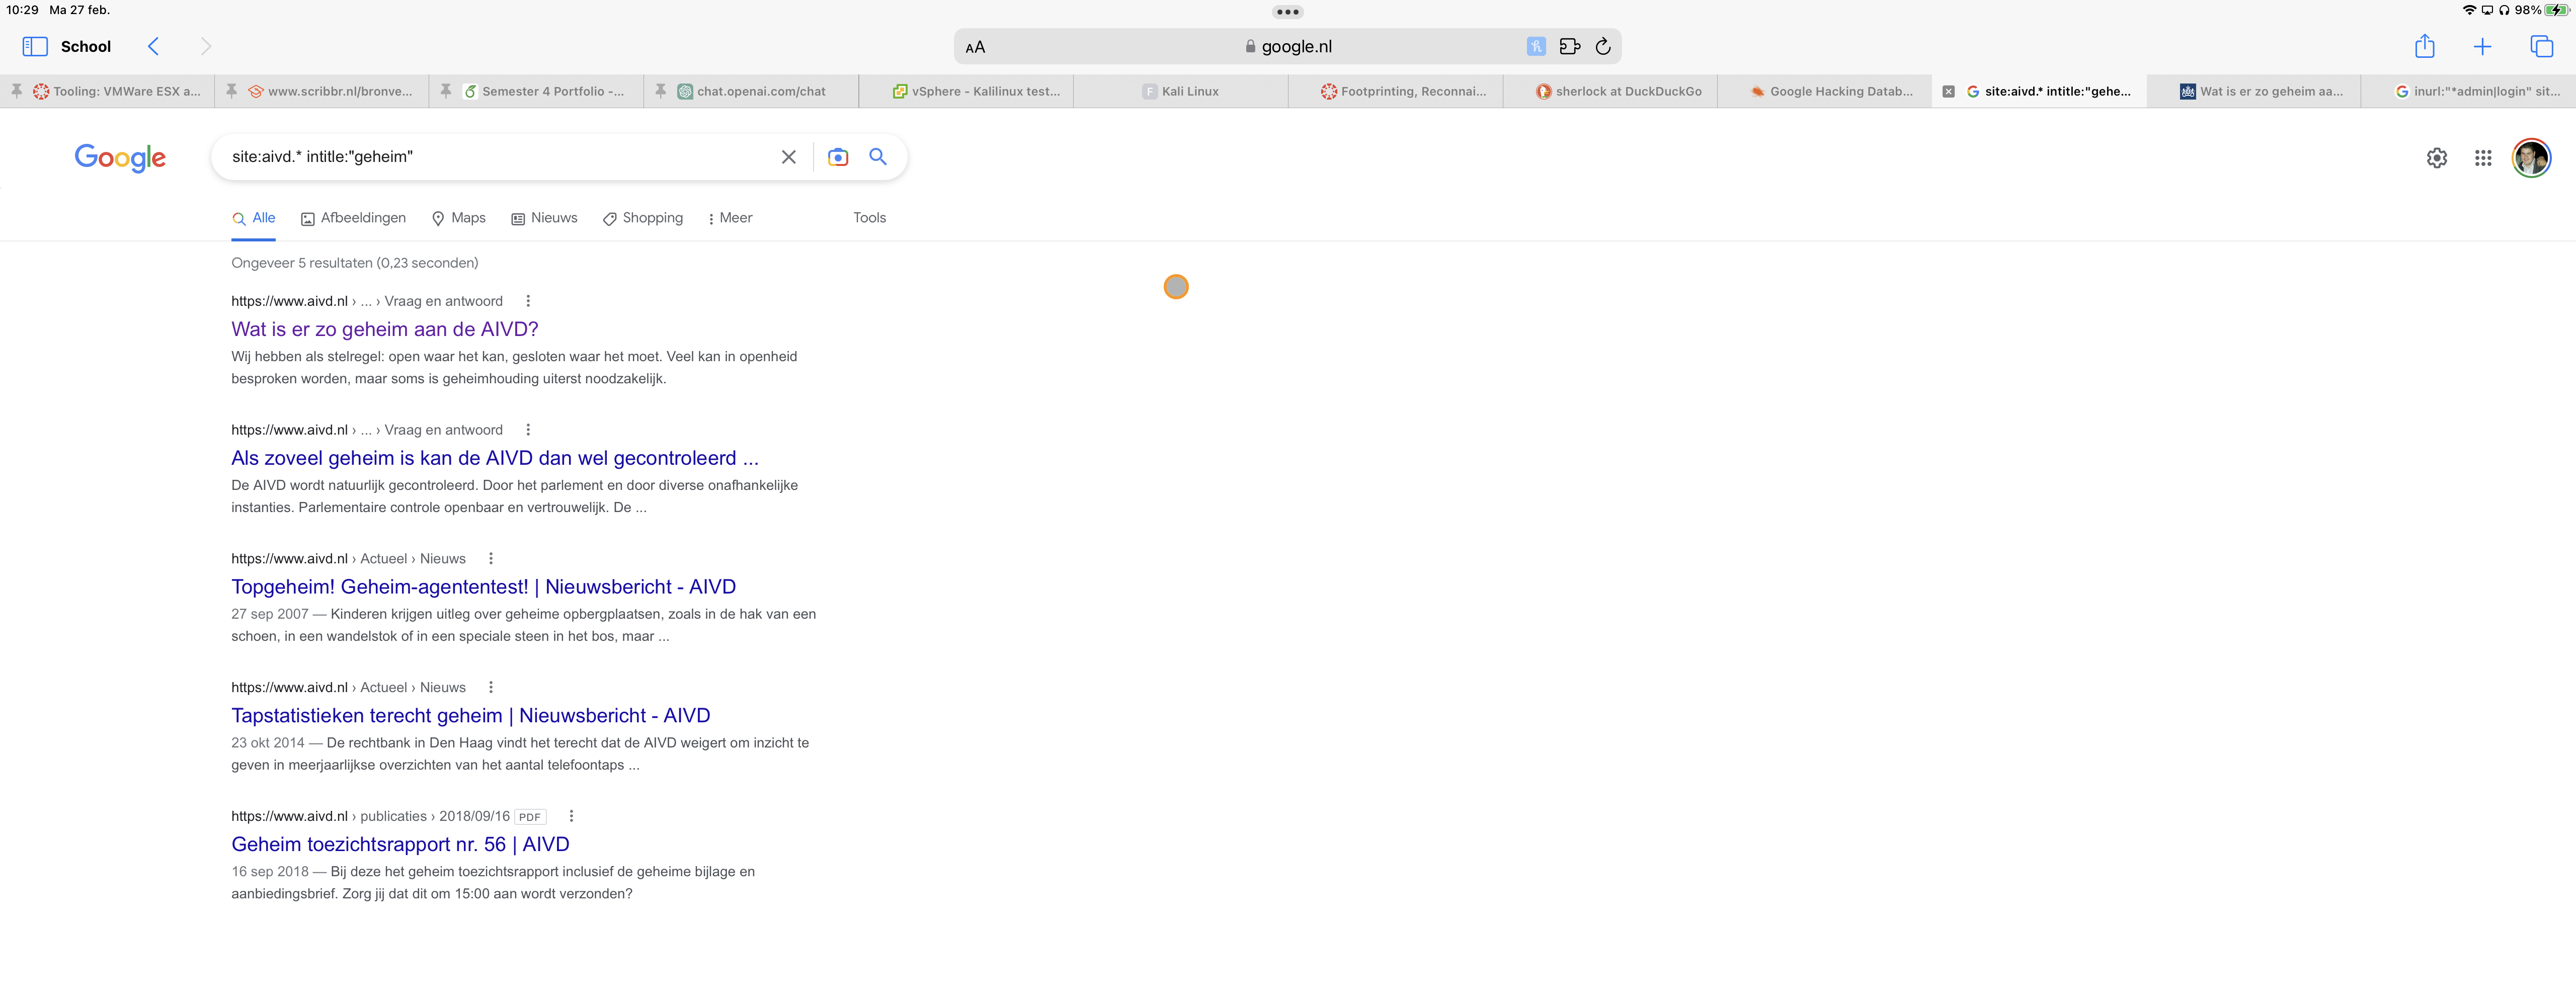 10:29 Ma 27 feb.
98%
School
AA
google.nl
Tooling: VMWare ESX a...
www.scribbr.nl/bronve...
Semester 4 Portfolio -...
chat.openai.com/chat
vSphere - Kalilinux test...
F Kali Linux
Footprinting, Reconnai...
sherlock at DuckDuckGo
Google Hacking Datab...
site:aivd.* intitle:"gehe...
Wat is er zo geheim aa...
inurl:"*admin|login" sit...
Google
site:aivd.* intitle:"geheim"
Alle
Afbeeldingen
Maps
Nieuws
Shopping
Meer
Tools
Ongeveer 5 resultaten (0,23 seconden)
https://www.aivd.nl › ... › Vraag en antwoord
Wat is er zo geheim aan de AIVD?
Wij hebben als stelregel: open waar het kan, gesloten waar het moet. Veel kan in openheid
besproken worden, maar soms is geheimhouding uiterst noodzakelijk.
https://www.aivd.nl › ... › Vraag en antwoord
Als zoveel geheim is kan de AIVD dan wel gecontroleerd ...
De AIVD wordt natuurlijk gecontroleerd. Door het parlement en door diverse onafhankelijke
instanties. Parlementaire controle openbaar en vertrouwelijk. De ...
https://www.aivd.nl › Actueel › Nieuws
Topgeheim! Geheim-agententest! | Nieuwsbericht - AIVD
27 sep 2007 — Kinderen krijgen uitleg over geheime opbergplaatsen, zoals in de hak van een
schoen, in een wandelstok of in een speciale steen in het bos, maar ...
https://www.aivd.nl › Actueel › Nieuws
Tapstatistieken terecht geheim | Nieuwsbericht - AIVD
23 okt 2014 — De rechtbank in Den Haag vindt het terecht dat de AIVD weigert om inzicht te
geven in meerjaarlijkse overzichten van het aantal telefoontaps ...
https://www.aivd.nl › publicaties › 2018/09/16 PDF
Geheim toezichtsrapport nr. 56 | AIVD
16 sep 2018 — Bij deze het geheim toezichtsrapport inclusief de geheime bijlage en
aanbiedingsbrief. Zorg jij dat dit om 15:00 aan wordt verzonden?